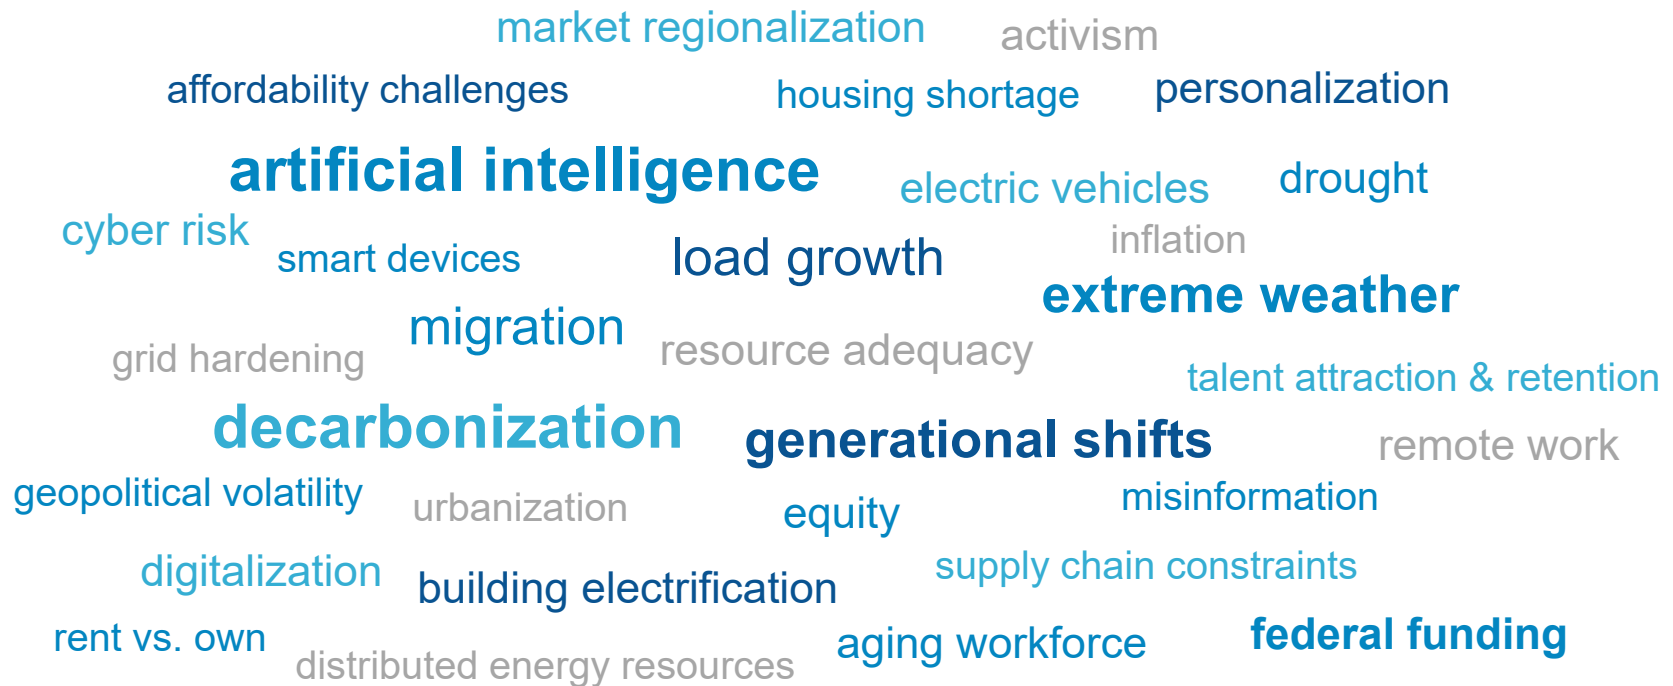 market regionalization
activism
affordability challenges
housing shortage
personalization
artificial intelligence
electric vehicles
drought
cyber risk
smart devices
load growth
inflation
extreme weather
migration
grid hardening
resource adequacy
talent attraction & retention
decarbonization
generational shifts
remote work
geopolitical volatility
urbanization
equity
misinformation
digitalization
building electrification
supply chain constraints
rent vs. own
distributed energy resources
aging workforce
federal funding